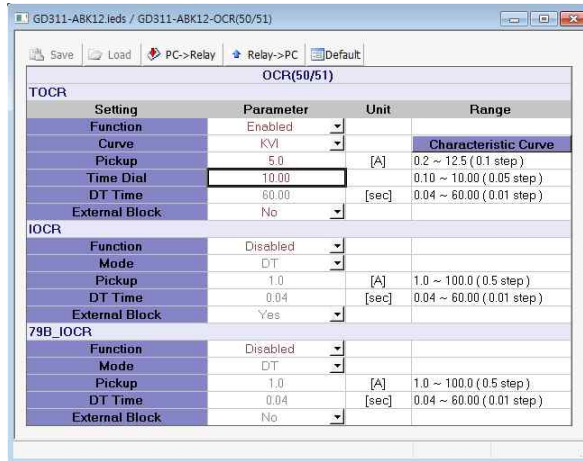 GD311-ABK12.ieds / GD311-ABK12-OCR(50/51)
Save Load PC->Relay Relay->PC Default
OCR(50/51)
TOCR
Setting Parameter Unit Range
Function Enabled
Curve KVI Characteristic Curve
Pickup 5.0 [A] 0.2 ~ 12.5 ( 0.1 step )
Time Dial 10.00 0.10 ~ 10.00 ( 0.05 step )
DT Time 60.00 [sec] 0.04 ~ 60.00 ( 0.01 step )
External Block No
IOCR
Function Disabled
Mode DT
Pickup 1.0 [A] 1.0 ~ 100.0 ( 0.5 step )
DT Time 0.04 [sec] 0.04 ~ 60.00 ( 0.01 step )
External Block Yes
79B_IOCR
Function Disabled
Mode DT
Pickup 1.0 [A] 1.0 ~ 100.0 ( 0.5 step )
DT Time 0.04 [sec] 0.04 ~ 60.00 ( 0.01 step )
External Block No